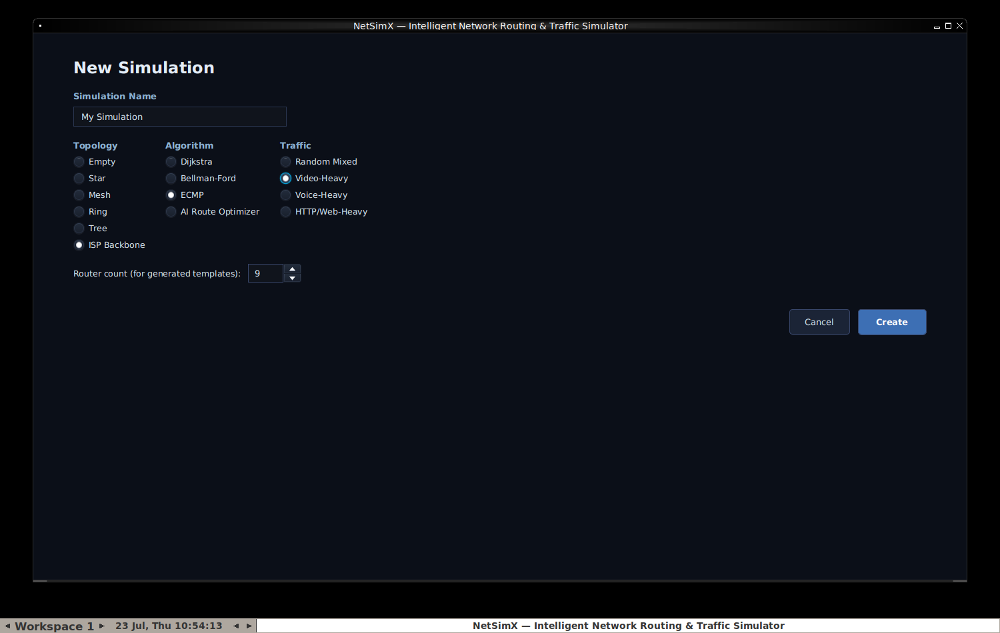 NetSimX — Intelligent Network Routing & Traffic Simulator
New Simulation
Simulation Name
My Simulation
Topology
Empty
Star
Mesh
Ring
Tree
ISP Backbone
Algorithm
Dijkstra
Bellman-Ford
ECMP
AI Route Optimizer
Traffic
Random Mixed
Video-Heavy
Voice-Heavy
HTTP/Web-Heavy
Router count (for generated templates): 9
Cancel Create
Workspace 1 23 Jul, Thu 10:54:13 NetSimX — Intelligent Network Routing & Traffic Simulator